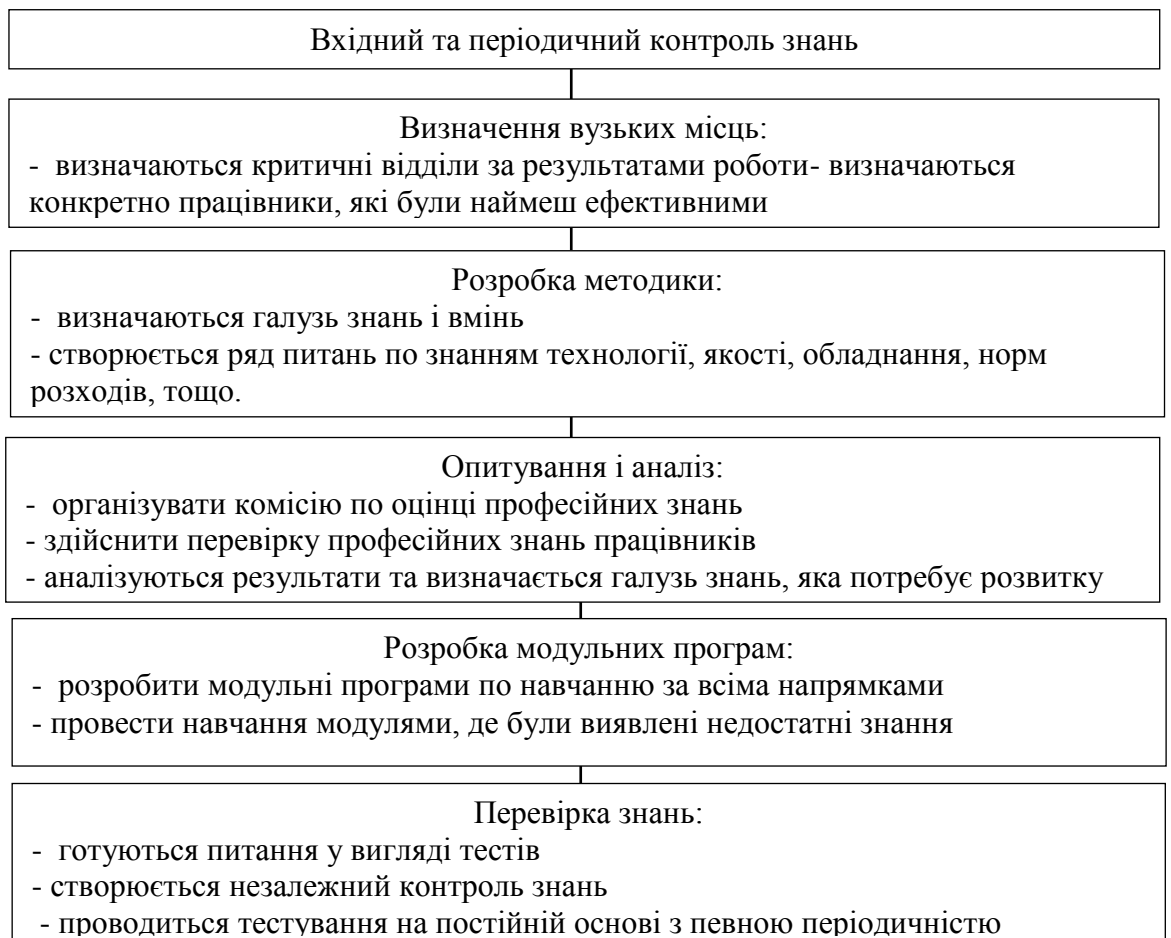 Вхідний та періодичний контроль знань
Визначення вузьких місць:
- визначаються критичні відділи за результатами роботи- визначаються
конкретно працівники, які були наймеш ефективними
Розробка методики:
- визначаються галузь знань і вмінь
- створюється ряд питань по знанням технології, якості, обладнання, норм
розходів, тощо.
Опитування і аналіз:
- організувати комісію по оцінці професійних знань
- здійснити перевірку професійних знань працівників
- аналізуються результати та визначається галузь знань, яка потребує розвитку
Розробка модульних програм:
- розробити модульні програми по навчанню за всіма напрямками
- провести навчання модулями, де були виявлені недостатні знання
Перевірка знань:
- готуються питання у вигляді тестів
- створюється незалежний контроль знань
- проводиться тестування на постійній основі з певною періодичністю